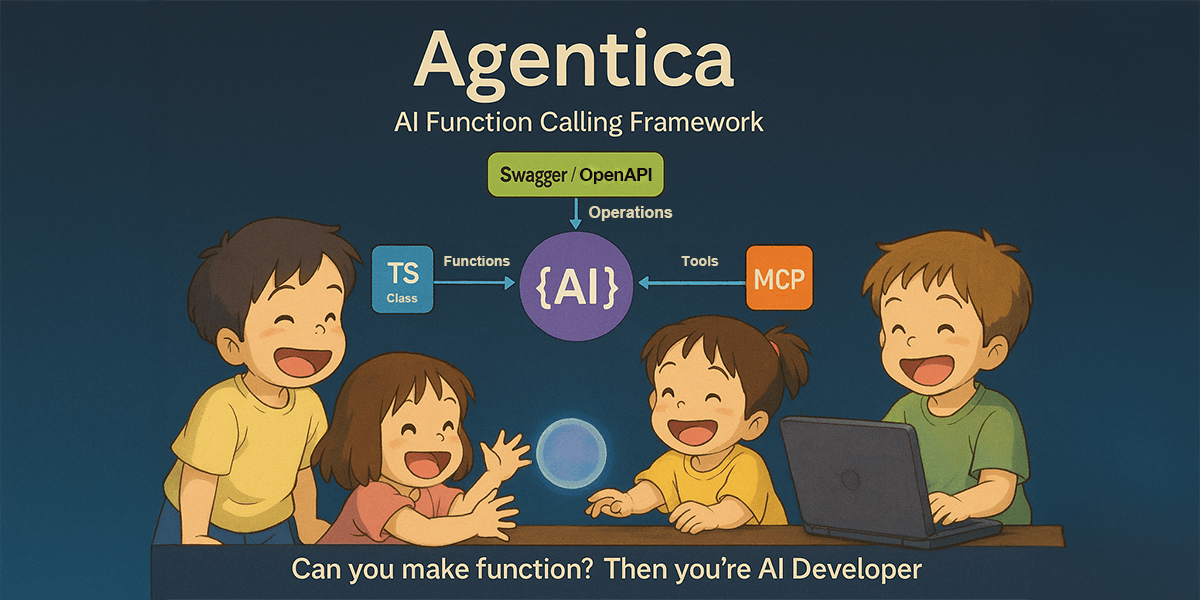 Agentica
AI Function Calling Framework
Swagger / OpenAPI
Operations
TS
Class
Functions
{AI}
Tools
MCP
Can you make function? Then you're AI Developer